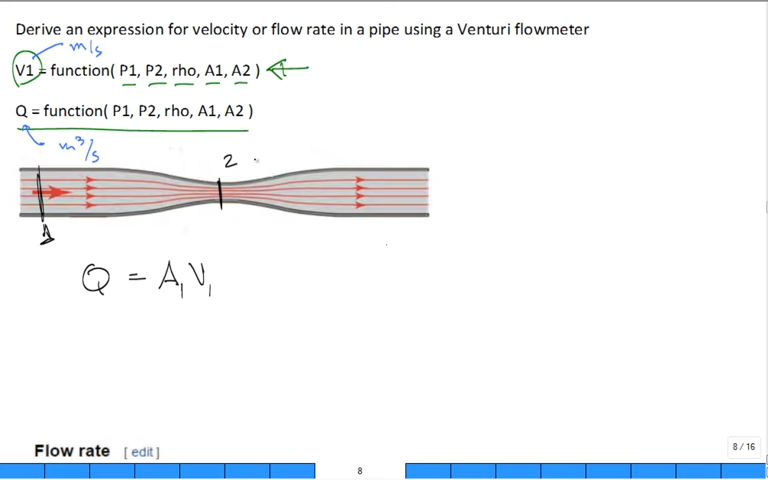 Derive an expression for velocity or flow rate in a pipe using a Venturi flowmeter
m/s
V1 = function( P1, P2, rho, A1, A2 )
Q = function( P1, P2, rho, A1, A2 )
m³/s
2
1
Q = A₁V₁
Flow rate [ edit ]
8 / 16
8